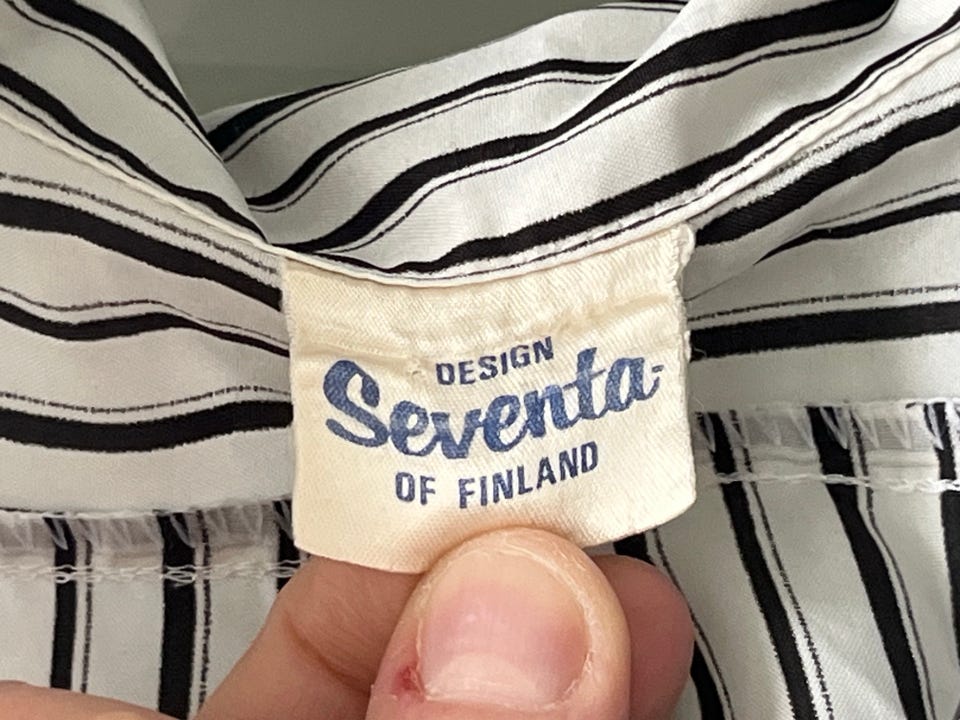 DESIGN
Seventa
OF FINLAND